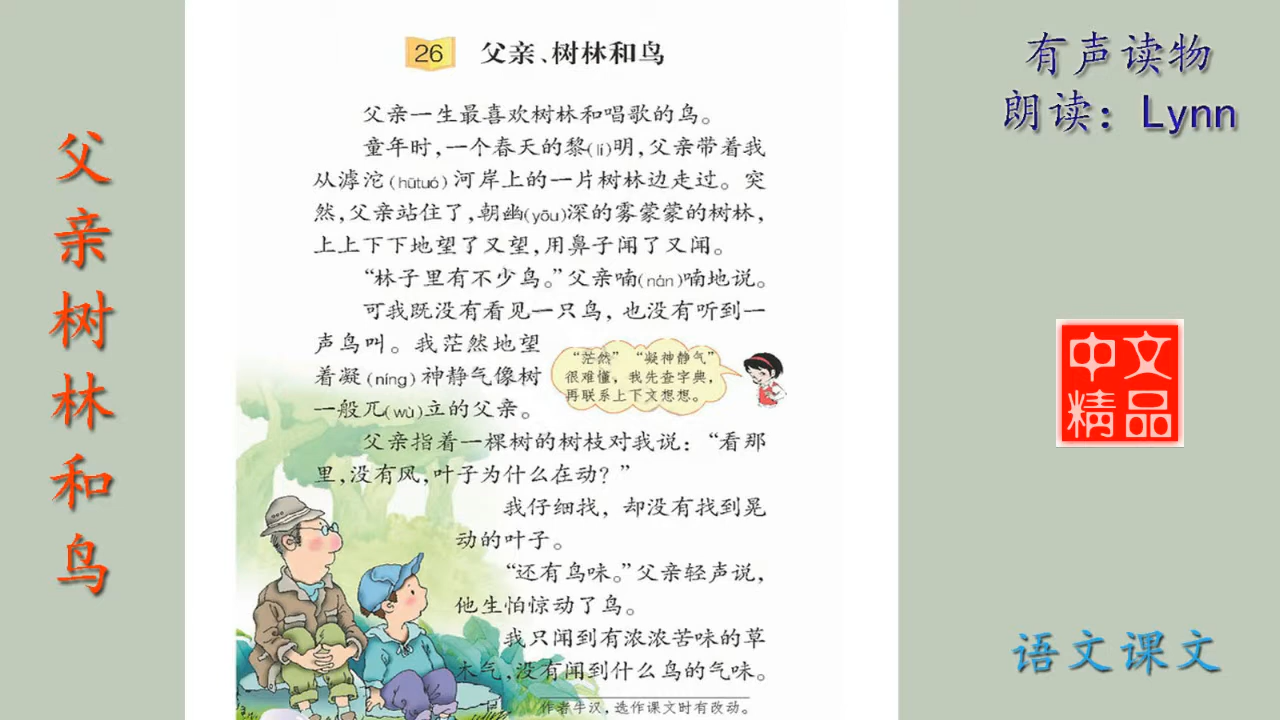 父亲树林和鸟
26 父亲、树林和鸟
父亲一生最喜欢树林和唱歌的鸟。
童年时，一个春天的黎(lí)明，父亲带着我
从滹沱(hūtuó)河岸上的一片树林边走过。突
然，父亲站住了，朝幽(yōu)深的雾蒙蒙的树林，
上上下下地望了又望，用鼻子闻了又闻。
“林子里有不少鸟。”父亲喃(nán)喃地说。
可我既没有看见一只鸟，也没有听到一
声鸟叫。我茫然地望
着凝(níng)神静气像树
一般兀(wù)立的父亲。
“茫然”“凝神静气”
很难懂，我先查字典，
再联系上下文想想。
父亲指着一棵树的树枝对我说：“看那
里，没有风，叶子为什么在动？”
我仔细找，却没有找到晃
动的叶子。
“还有鸟味。”父亲轻声说，
他生怕惊动了鸟。
我只闻到有浓浓苦味的草
木气，没有闻到什么鸟的气味。
作者牛汉，选作课文时有改动。
有声读物
朗读：Lynn
中文
精品
语文课文